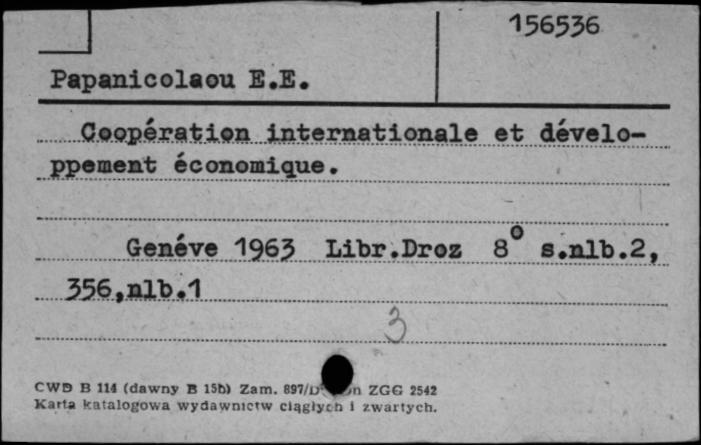 156536
Papanicolaou E.E.
Coopération internationale et dévelo-
ppement économique.
Genéve 1963 Libr.Droz 8° s.nlb.2,
356,nlb.1
3
CWD B 114 (dawny B 15b) Zam. 897/D ZGG 2542
Karta katalogowa wydawnictw ciągłych i zwartych.